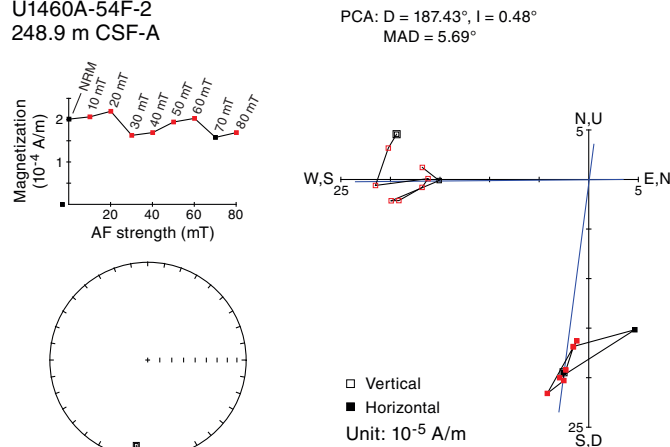 U1460A-54F-2
248.9 m CSF-A
PCA: D = 187.43°, I = 0.48°
MAD = 5.69°
Magnetization
(10⁻⁴ A/m)
2
1
NRM
10 mT
20 mT
30 mT
40 mT
50 mT
60 mT
70 mT
80 mT
20
40
60
80
AF strength (mT)
N,U
5
W,S
25
E,N
5
25
S,D
Vertical
Horizontal
Unit: 10⁻⁵ A/m